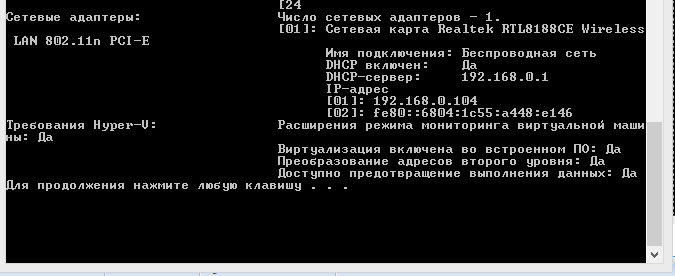 [24
Сетевые адаптеры: Число сетевых адаптеров - 1.
[01]: Сетевая карта Realtek RTL8188CE Wireless
LAN 802.11n PCI-E
Имя подключения: Беспроводная сеть
DHCP включен: Да
DHCP-сервер: 192.168.0.1
IP-адрес
[01]: 192.168.0.104
[02]: fe80::6804:1c55:a448:e146
Требования Hyper-V: Расширения режима мониторинга виртуальной маши
ны: Да
Виртуализация включена во встроенном ПО: Да
Преобразование адресов второго уровня: Да
Доступно предотвращение выполнения данных: Да
Для продолжения нажмите любую клавишу . . .